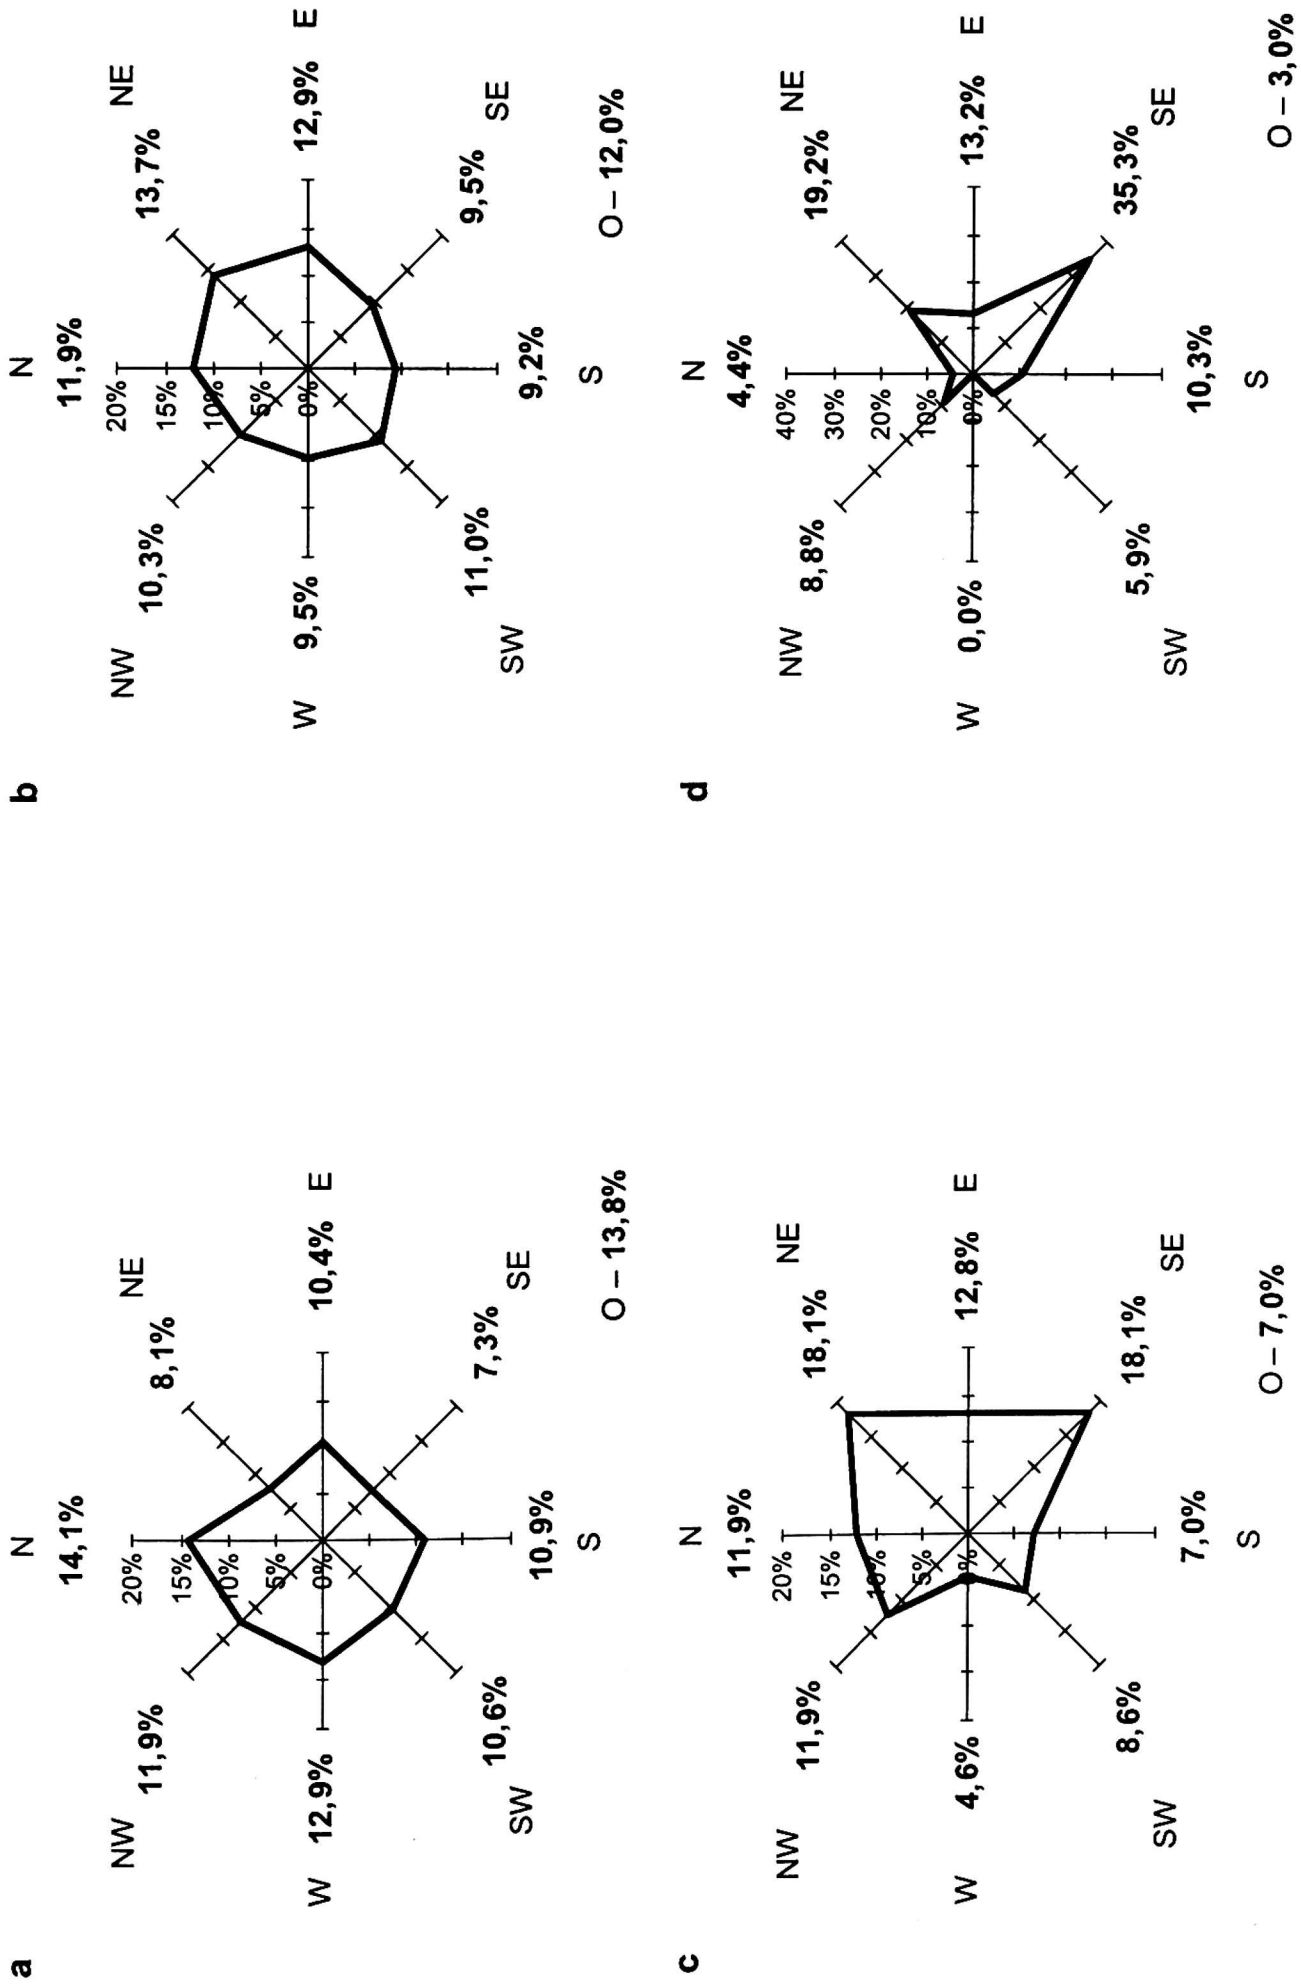 a
N
14,1%
NW
NE
11,9%
8,1%
20%
15%
10%
5%
0%
W
12,9%
10,4%
E
10,6%
7,3%
SW
SE
10,9%
S
O – 13,8%
b
N
11,9%
NW
NE
10,3%
13,7%
20%
15%
10%
5%
0%
W
9,5%
12,9%
E
11,0%
9,5%
SW
SE
9,2%
S
O – 12,0%
c
N
11,9%
NW
NE
11,9%
18,1%
20%
15%
10%
5%
0%
W
4,6%
12,8%
E
8,6%
18,1%
SW
SE
7,0%
S
O – 7,0%
d
N
4,4%
NW
NE
8,8%
19,2%
40%
30%
20%
10%
0%
W
0,0%
13,2%
E
5,9%
35,3%
SW
SE
10,3%
S
O – 3,0%